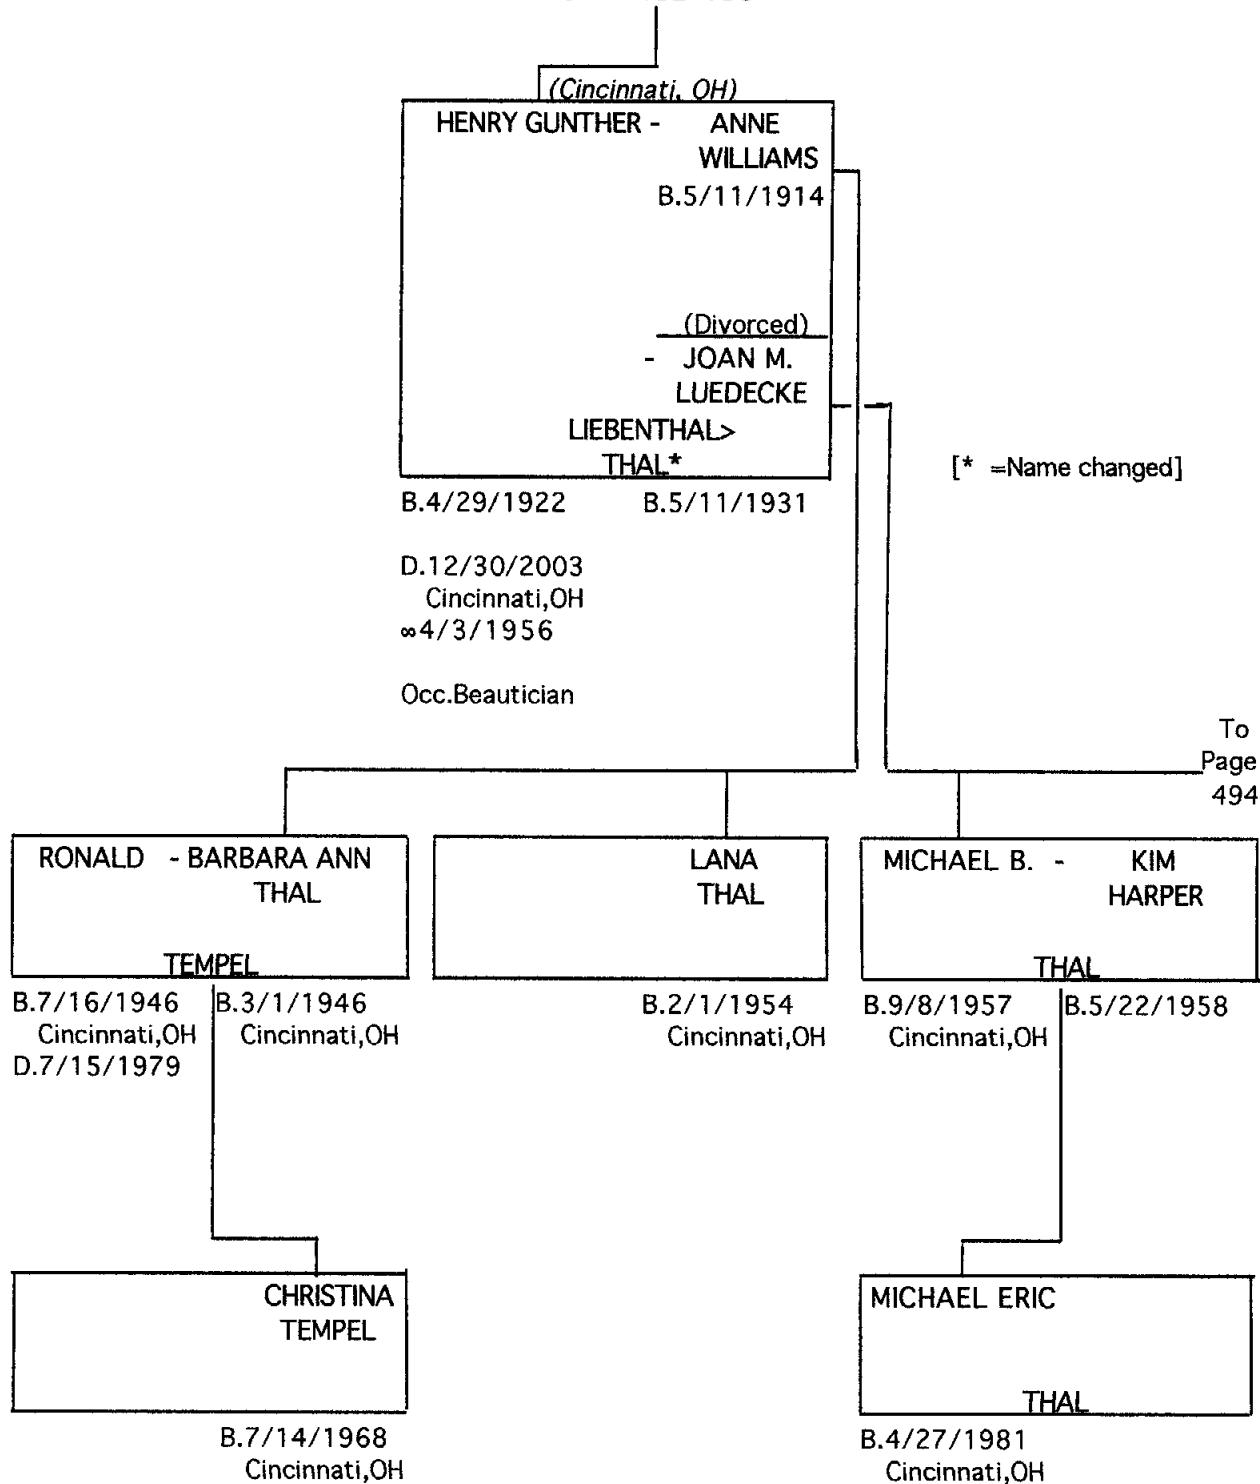 (Cincinnati, OH)
HENRY GUNTHER - ANNE
WILLIAMS
B.5/11/1914
(Divorced)
- JOAN M.
LUEDECKE
LIEBENTHAL>
THAL*
[* =Name changed]
B.4/29/1922 B.5/11/1931
D.12/30/2003
Cincinnati,OH
∞4/3/1956
Occ.Beautician
To
Page
494
RONALD - BARBARA ANN
THAL
TEMPEL
B.7/16/1946 B.3/1/1946
Cincinnati,OH Cincinnati,OH
D.7/15/1979
LANA
THAL
B.2/1/1954
Cincinnati,OH
MICHAEL B. - KIM
HARPER
THAL
B.9/8/1957 B.5/22/1958
Cincinnati,OH
CHRISTINA
TEMPEL
B.7/14/1968
Cincinnati,OH
MICHAEL ERIC
THAL
B.4/27/1981
Cincinnati,OH